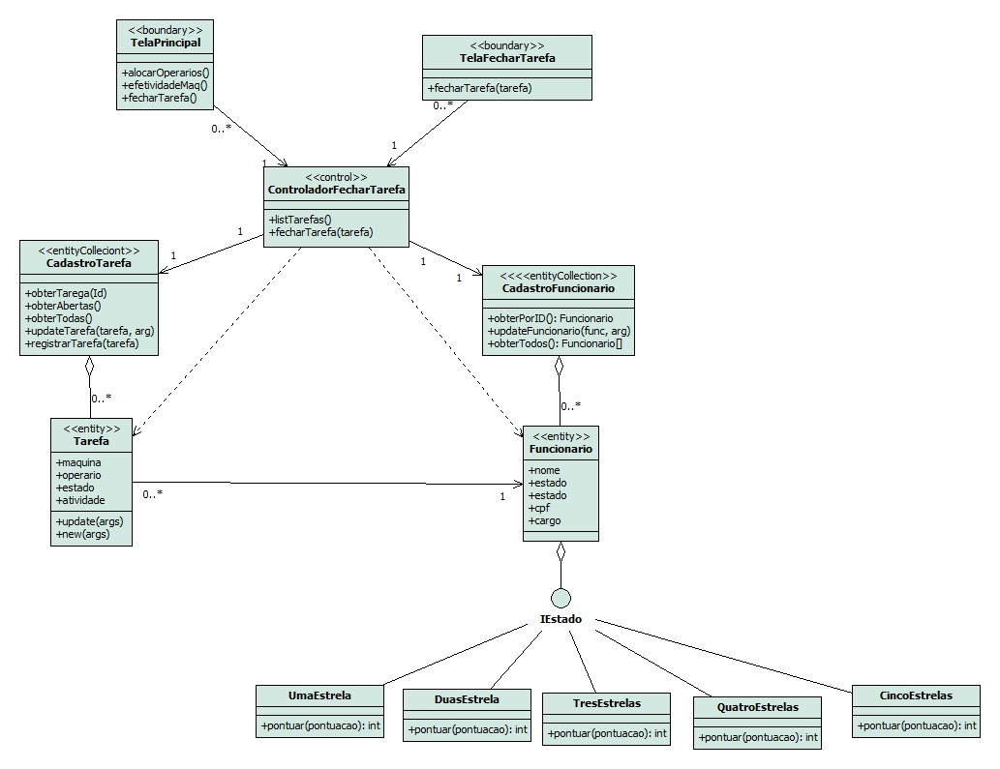 <<boundary>>
TelaPrincipal
+alocarOperarios()
+efetividadeMaq()
+fecharTarefa()
<<boundary>>
TelaFecharTarefa
+fecharTarefa(tarefa)
0..*
1
0..*
1
<<control>>
ControladorFecharTarefa
+listTarefas()
+fecharTarefa(tarefa)
1
1
1
1
<<entityColleciont>>
CadastroTarefa
+obterTarega(Id)
+obterAbertas()
+obterTodas()
+updateTarefa(tarefa, arg)
+registrarTarefa(tarefa)
<<<<entityCollection>>
CadastroFuncionario
+obterPorID(): Funcionario
+updateFuncionario(func, arg)
+obterTodos(): Funcionario[]
0..*
0..*
<<entity>>
Tarefa
+maquina
+operario
+estado
+atividade
+update(args)
+new(args)
0..*
1
<<entity>>
Funcionario
+nome
+estado
+estado
+cpf
+cargo
IEstado
UmaEstrela
+pontuar(pontuacao): int
DuasEstrela
+pontuar(pontuacao): int
TresEstrelas
+pontuar(pontuacao): int
QuatroEstrelas
+pontuar(pontuacao): int
CincoEstrelas
+pontuar(pontuacao): int